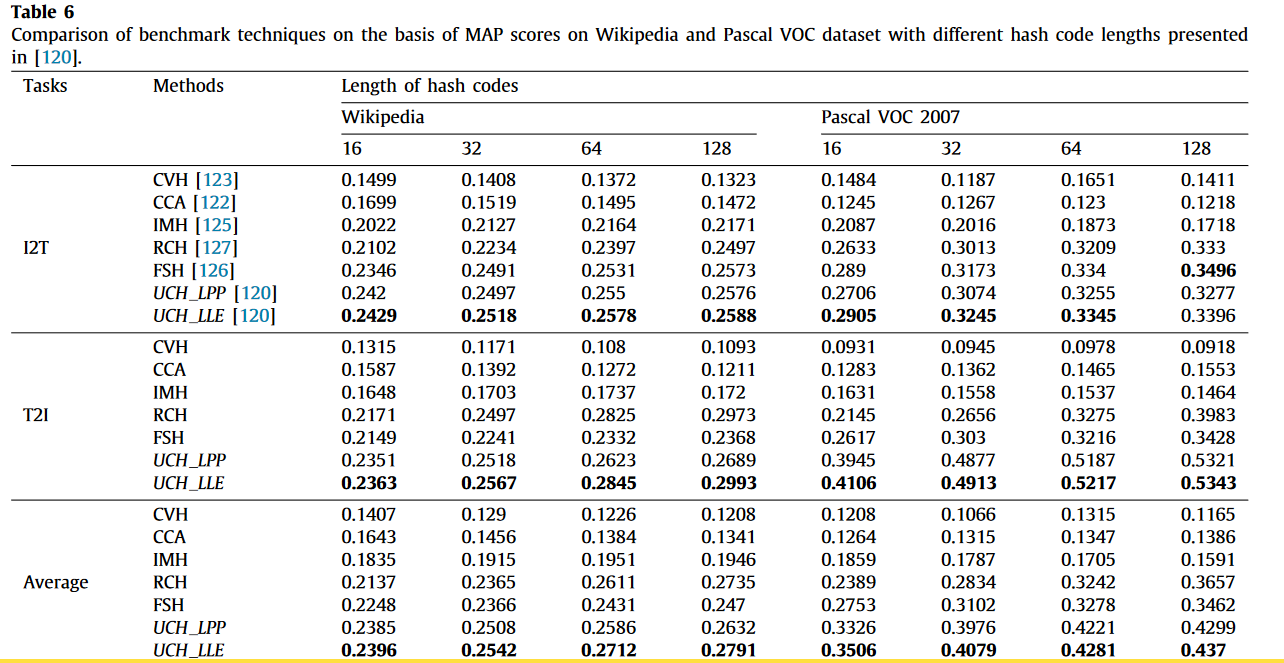 Table 6
Comparison of benchmark techniques on the basis of MAP scores on Wikipedia and Pascal VOC dataset with different hash code lengths presented
in [120].
Tasks Methods Length of hash codes
Wikipedia Pascal VOC 2007
16 32 64 128 16 32 64 128
CVH [123] 0.1499 0.1408 0.1372 0.1323 0.1484 0.1187 0.1651 0.1411
CCA [122] 0.1699 0.1519 0.1495 0.1472 0.1245 0.1267 0.123 0.1218
IMH [125] 0.2022 0.2127 0.2164 0.2171 0.2087 0.2016 0.1873 0.1718
I2T RCH [127] 0.2102 0.2234 0.2397 0.2497 0.2633 0.3013 0.3209 0.333
FSH [126] 0.2346 0.2491 0.2531 0.2573 0.289 0.3173 0.334 0.3496
UCH_LPP [120] 0.242 0.2497 0.255 0.2576 0.2706 0.3074 0.3255 0.3277
UCH_LLE [120] 0.2429 0.2518 0.2578 0.2588 0.2905 0.3245 0.3345 0.3396
CVH 0.1315 0.1171 0.108 0.1093 0.0931 0.0945 0.0978 0.0918
CCA 0.1587 0.1392 0.1272 0.1211 0.1283 0.1362 0.1465 0.1553
IMH 0.1648 0.1703 0.1737 0.172 0.1631 0.1558 0.1537 0.1464
T2I RCH 0.2171 0.2497 0.2825 0.2973 0.2145 0.2656 0.3275 0.3983
FSH 0.2149 0.2241 0.2332 0.2368 0.2617 0.303 0.3216 0.3428
UCH_LPP 0.2351 0.2518 0.2623 0.2689 0.3945 0.4877 0.5187 0.5321
UCH_LLE 0.2363 0.2567 0.2845 0.2993 0.4106 0.4913 0.5217 0.5343
CVH 0.1407 0.129 0.1226 0.1208 0.1208 0.1066 0.1315 0.1165
CCA 0.1643 0.1456 0.1384 0.1341 0.1264 0.1315 0.1347 0.1386
IMH 0.1835 0.1915 0.1951 0.1946 0.1859 0.1787 0.1705 0.1591
Average RCH 0.2137 0.2365 0.2611 0.2735 0.2389 0.2834 0.3242 0.3657
FSH 0.2248 0.2366 0.2431 0.247 0.2753 0.3102 0.3278 0.3462
UCH_LPP 0.2385 0.2508 0.2586 0.2632 0.3326 0.3976 0.4221 0.4299
UCH_LLE 0.2396 0.2542 0.2712 0.2791 0.3506 0.4079 0.4281 0.437